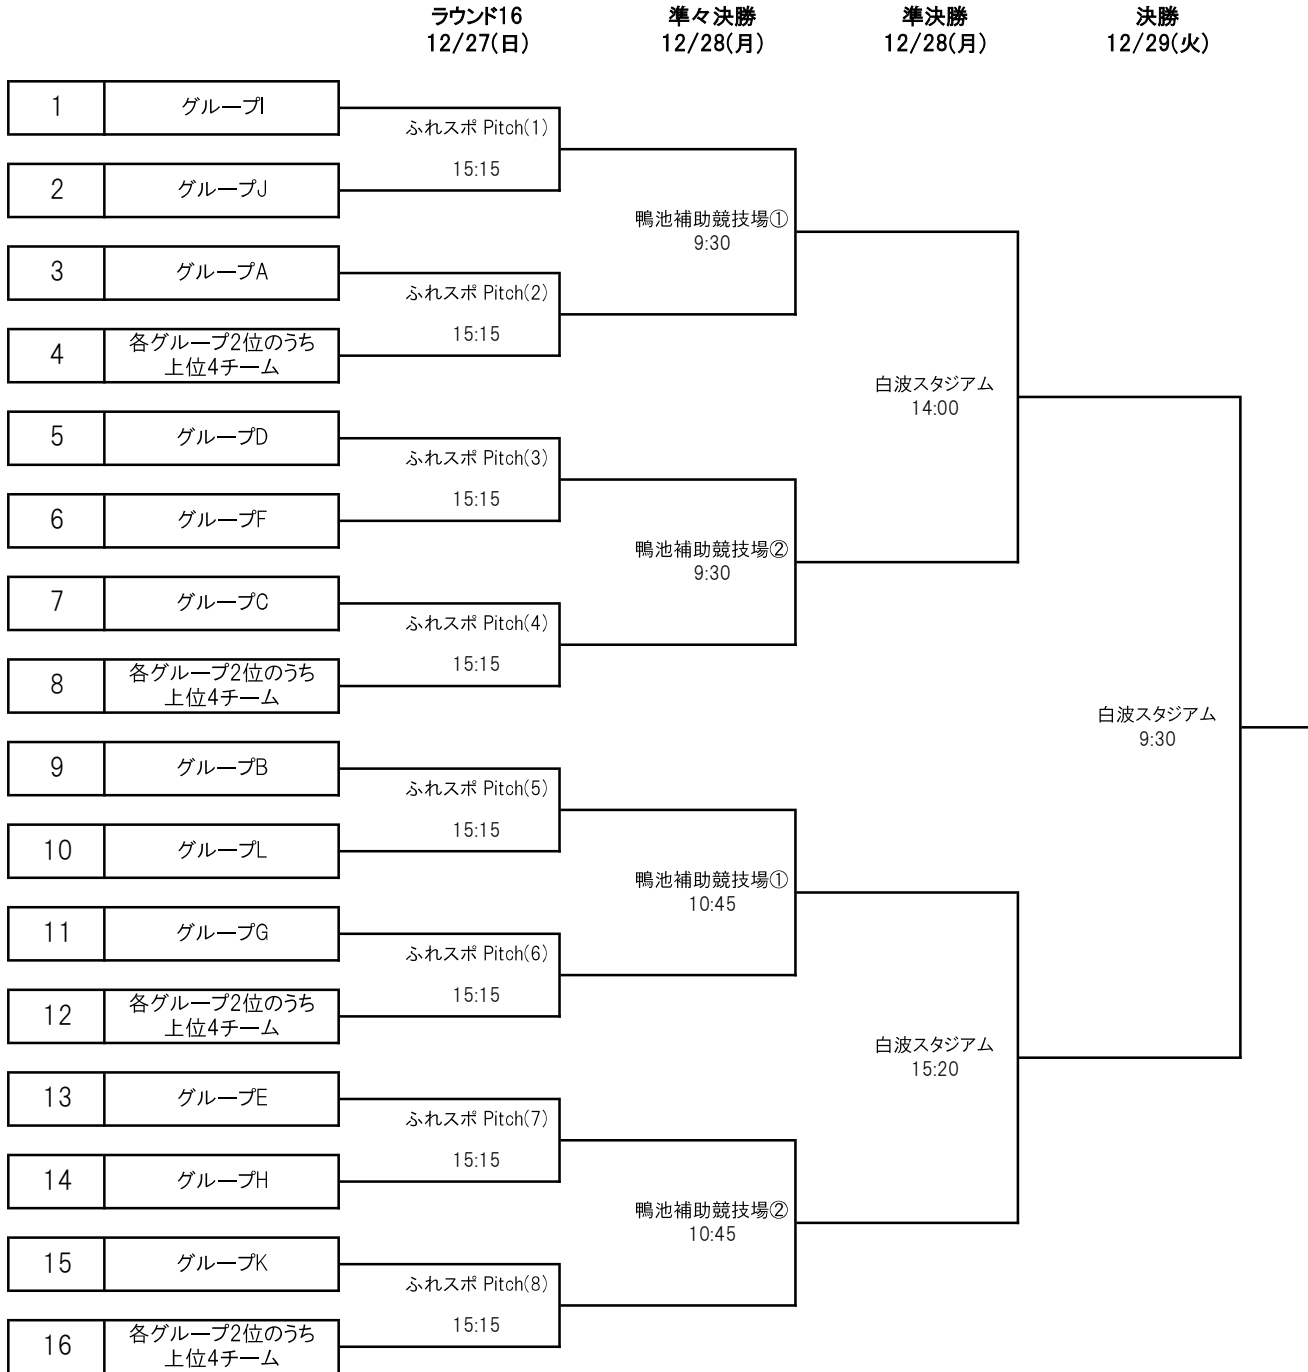 ラウンド16
12/27(日)
準々決勝
12/28(月)
準決勝
12/28(月)
決勝
12/29(火)
1 グループI
ふれスポ Pitch(1)
15:15
2 グループJ
鴨池補助競技場①
9:30
3 グループA
ふれスポ Pitch(2)
15:15
4 各グループ2位のうち
上位4チーム
白波スタジアム
14:00
5 グループD
ふれスポ Pitch(3)
15:15
6 グループF
鴨池補助競技場②
9:30
7 グループC
ふれスポ Pitch(4)
15:15
8 各グループ2位のうち
上位4チーム
白波スタジアム
9:30
9 グループB
ふれスポ Pitch(5)
15:15
10 グループL
鴨池補助競技場①
10:45
11 グループG
ふれスポ Pitch(6)
15:15
12 各グループ2位のうち
上位4チーム
白波スタジアム
15:20
13 グループE
ふれスポ Pitch(7)
15:15
14 グループH
鴨池補助競技場②
10:45
15 グループK
ふれスポ Pitch(8)
15:15
16 各グループ2位のうち
上位4チーム